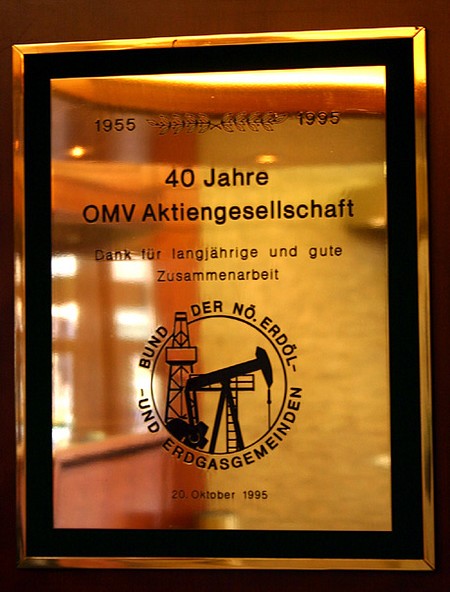 1955 1995
40 Jahre
OMV Aktiengesellschaft
Dank für langjährige und gute
Zusammenarbeit
BUND DER NÖ. ERDÖL-
-UND ERDGASGEMEINDEN
20. Oktober 1995